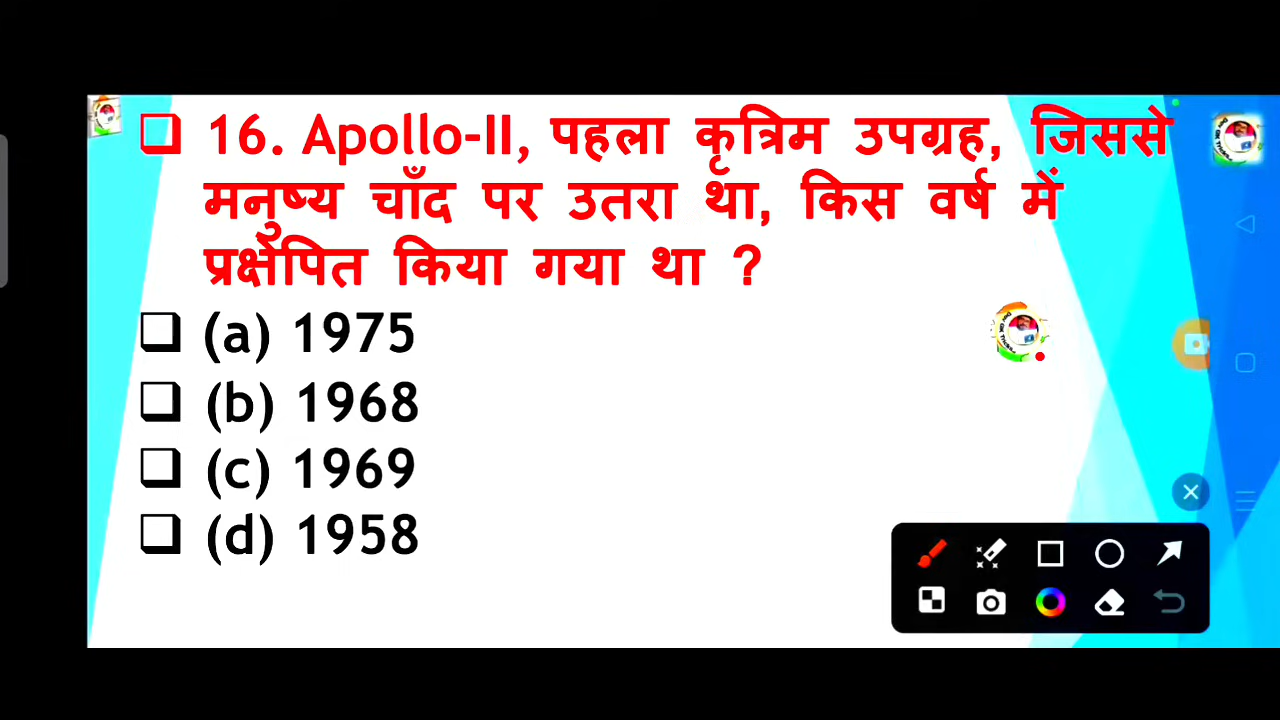 16. Apollo-II, पहला कृत्रिम उपग्रह, जिससे
मनुष्य चाँद पर उतरा था, किस वर्ष में
प्रक्षेपित किया गया था ?
(a) 1975
(b) 1968
(c) 1969
(d) 1958